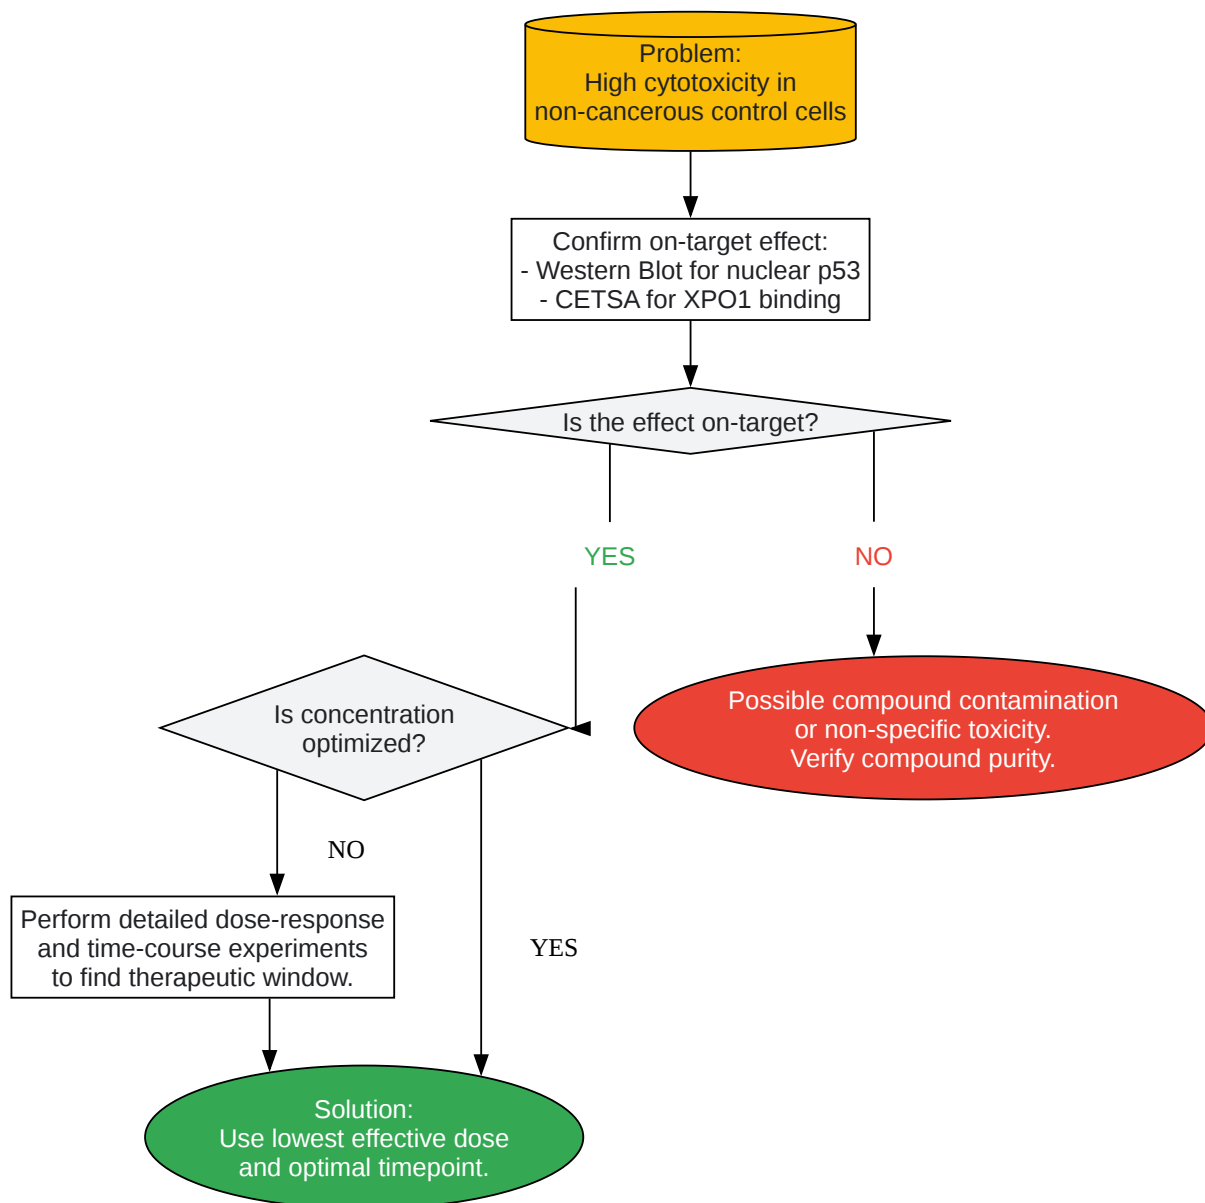 Problem:
High cytotoxicity in
non-cancerous control cells
Confirm on-target effect:
- Western Blot for nuclear p53
- CETSA for XPO1 binding
Is the effect on-target?
YES
NO
Is concentration
optimized?
Possible compound contamination
or non-specific toxicity.
Verify compound purity.
NO
YES
Perform detailed dose-response
and time-course experiments
to find therapeutic window.
Solution:
Use lowest effective dose
and optimal timepoint.